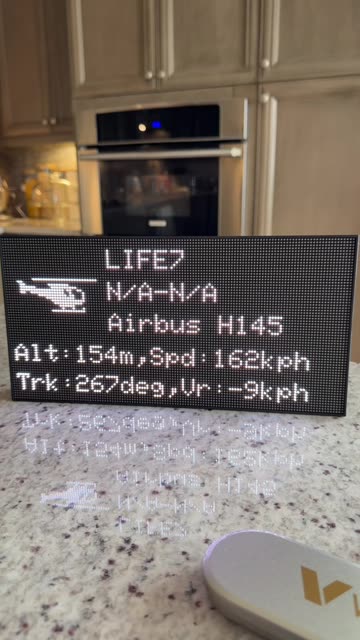 LIFE7
N/A-N/A
Airbus H145
Alt:154m,Spd:162kph
Trk:267deg,Vr:-9kph